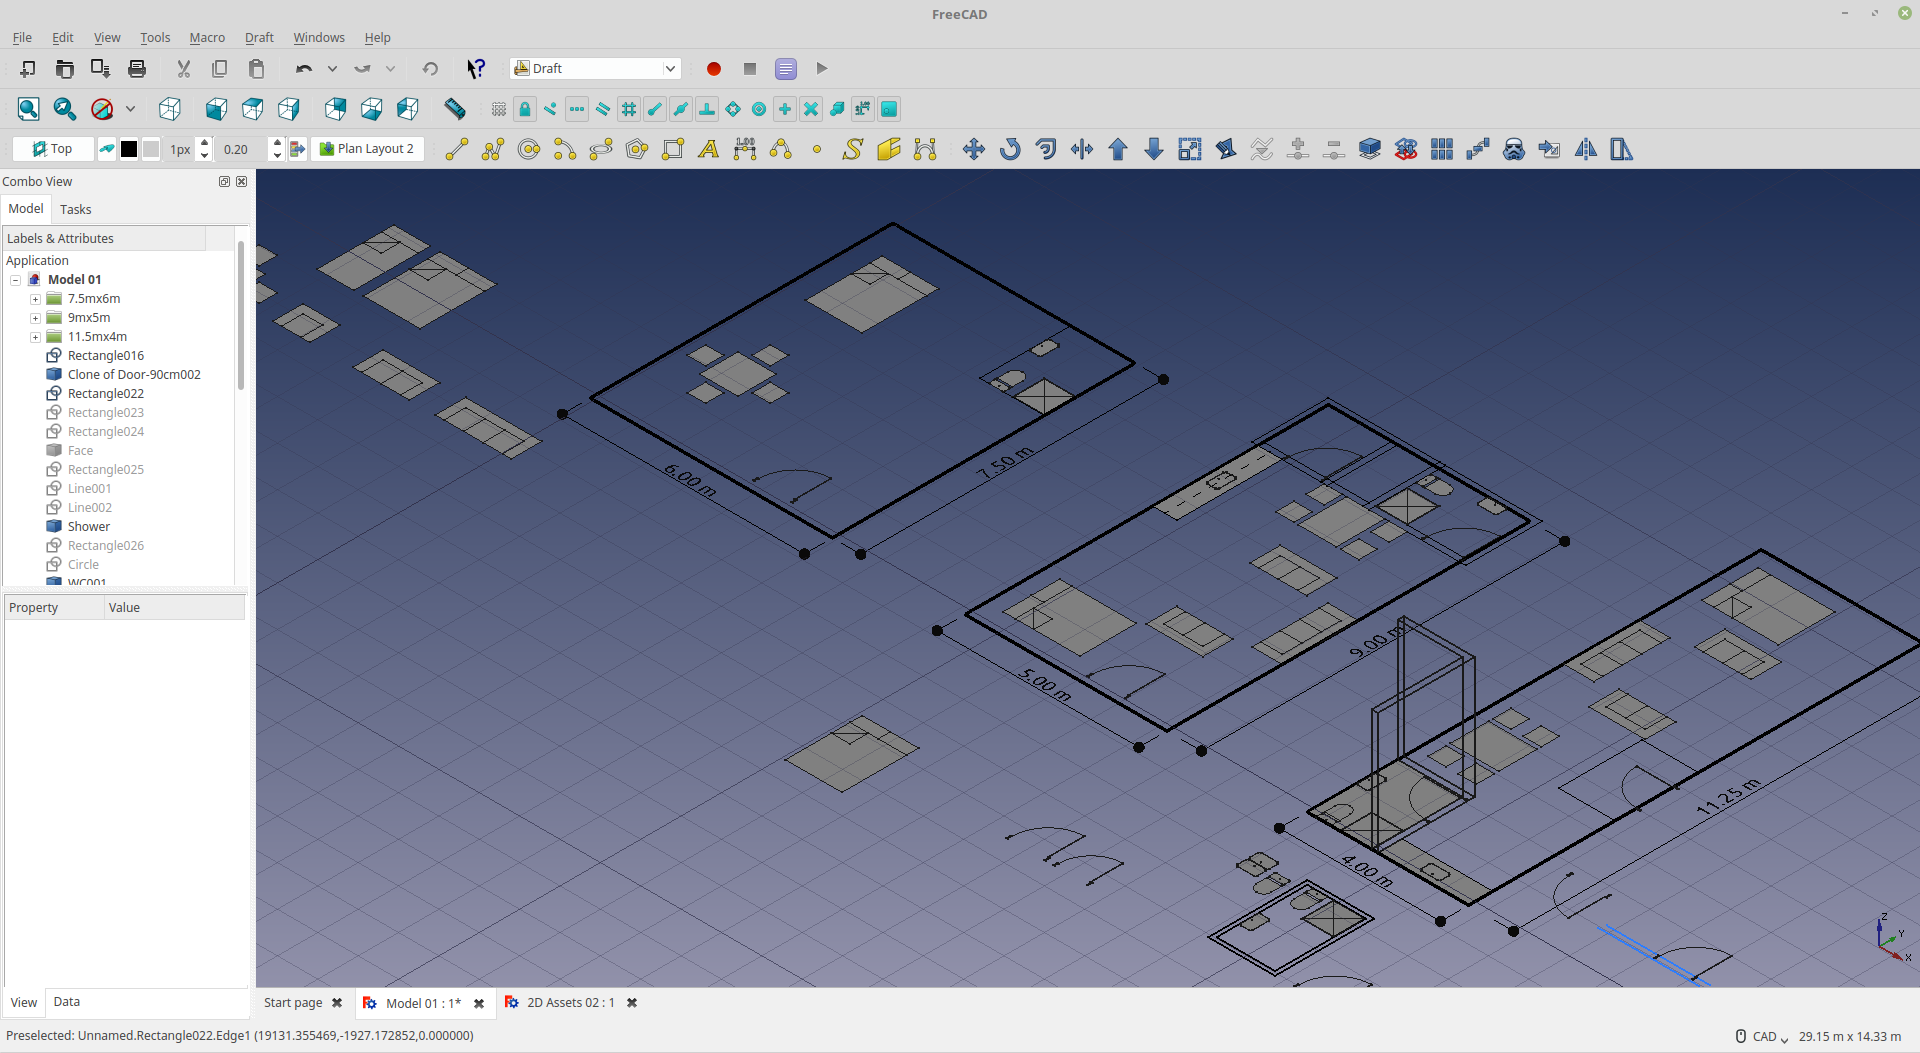 FreeCAD
File Edit View Tools Macro Draft Windows Help
Draft
Top 1px 0.20 Plan Layout 2
Combo View
Model Tasks
Labels & Attributes
Application
Model 01
7.5mx6m
9mx5m
11.5mx4m
Rectangle016
Clone of Door-90cm002
Rectangle022
Rectangle023
Rectangle024
Face
Rectangle025
Line001
Line002
Shower
Rectangle026
Circle
WC001
Property Value
6.00 m
7.50 m
5.00 m
9.00 m
4.00 m
11.25 m
Z
Y
X
View Data
Start page Model 01 : 1* 2D Assets 02 : 1
Preselected: Unnamed.Rectangle022.Edge1 (19131.355469,-1927.172852,0.000000)
CAD 29.15 m x 14.33 m